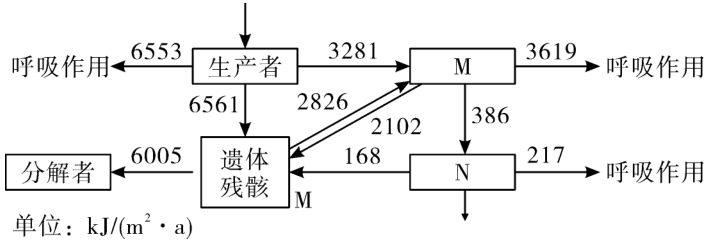 6553 3281 3619
呼吸作用 生产者 M 呼吸作用
6561 2826 2102 386
6005 168 217
分解者 遗体 N 呼吸作用
残骸
M
单位：kJ/(m²·a)